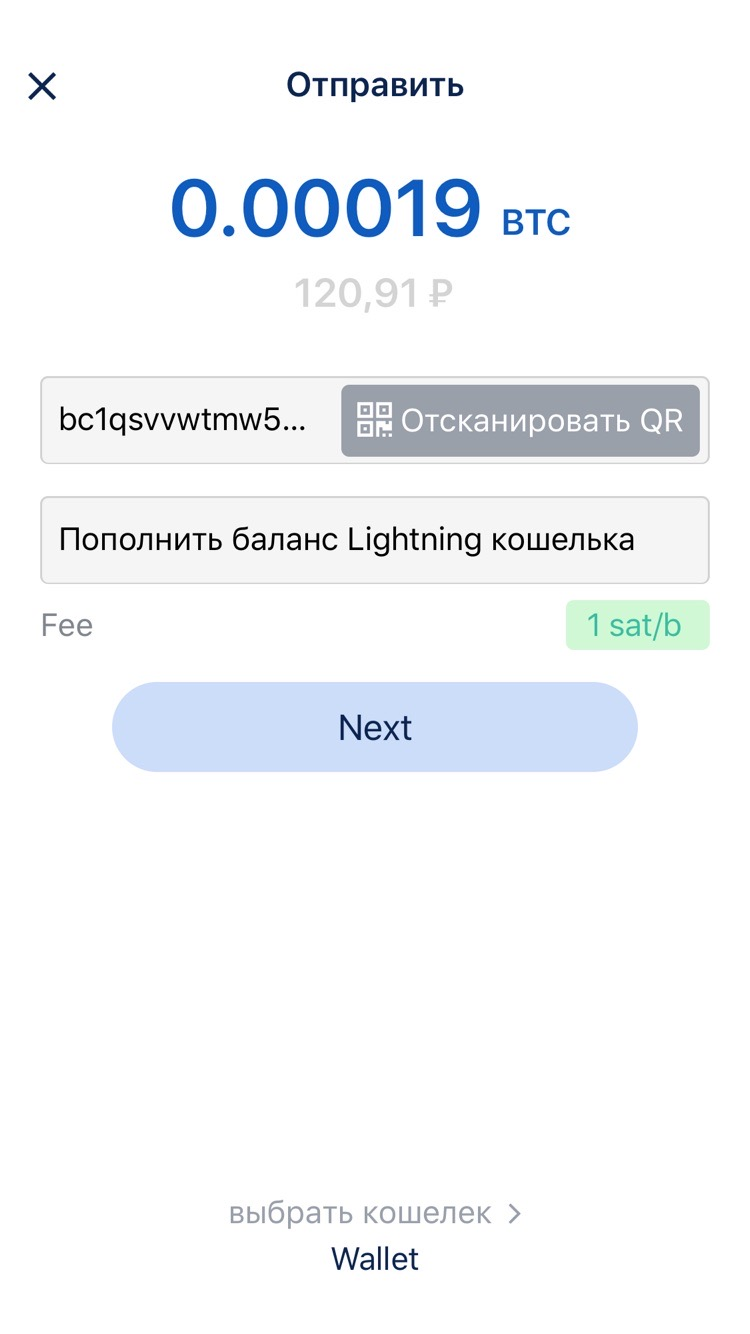 Отправить
0.00019 BTC
120,91 ₽
bc1qsvvwtmw5... Отсканировать QR
Пополнить баланс Lightning кошелька
Fee 1 sat/b
Next
выбрать кошелек
Wallet